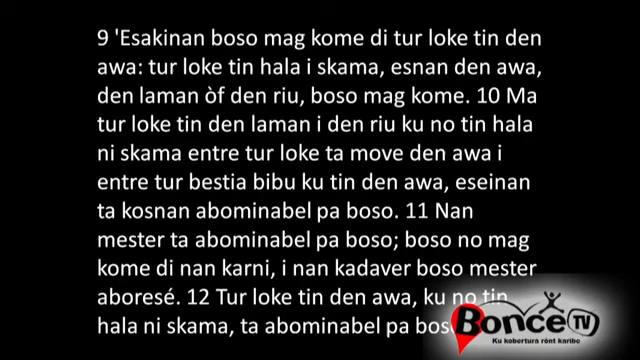 9 'Esakinan boso mag kome di tur loke tin den
awa: tur loke tin hala i skama, esnan den awa,
den laman òf den riu, boso mag kome. 10 Ma
tur loke tin den laman i den riu ku no tin hala
ni skama entre tur loke ta move den awa i
entre tur bestia bibu ku tin den awa, eseinan
ta kosnan abominabel pa boso. 11 Nan
mester ta abominabel pa boso; boso no mag
kome di nan karni, i nan kadaver boso mester
aboresé. 12 Tur loke tin den awa, ku no tin
hala ni skama, ta abominabel pa
Bonce TV
Ku kobertura rònt karibe